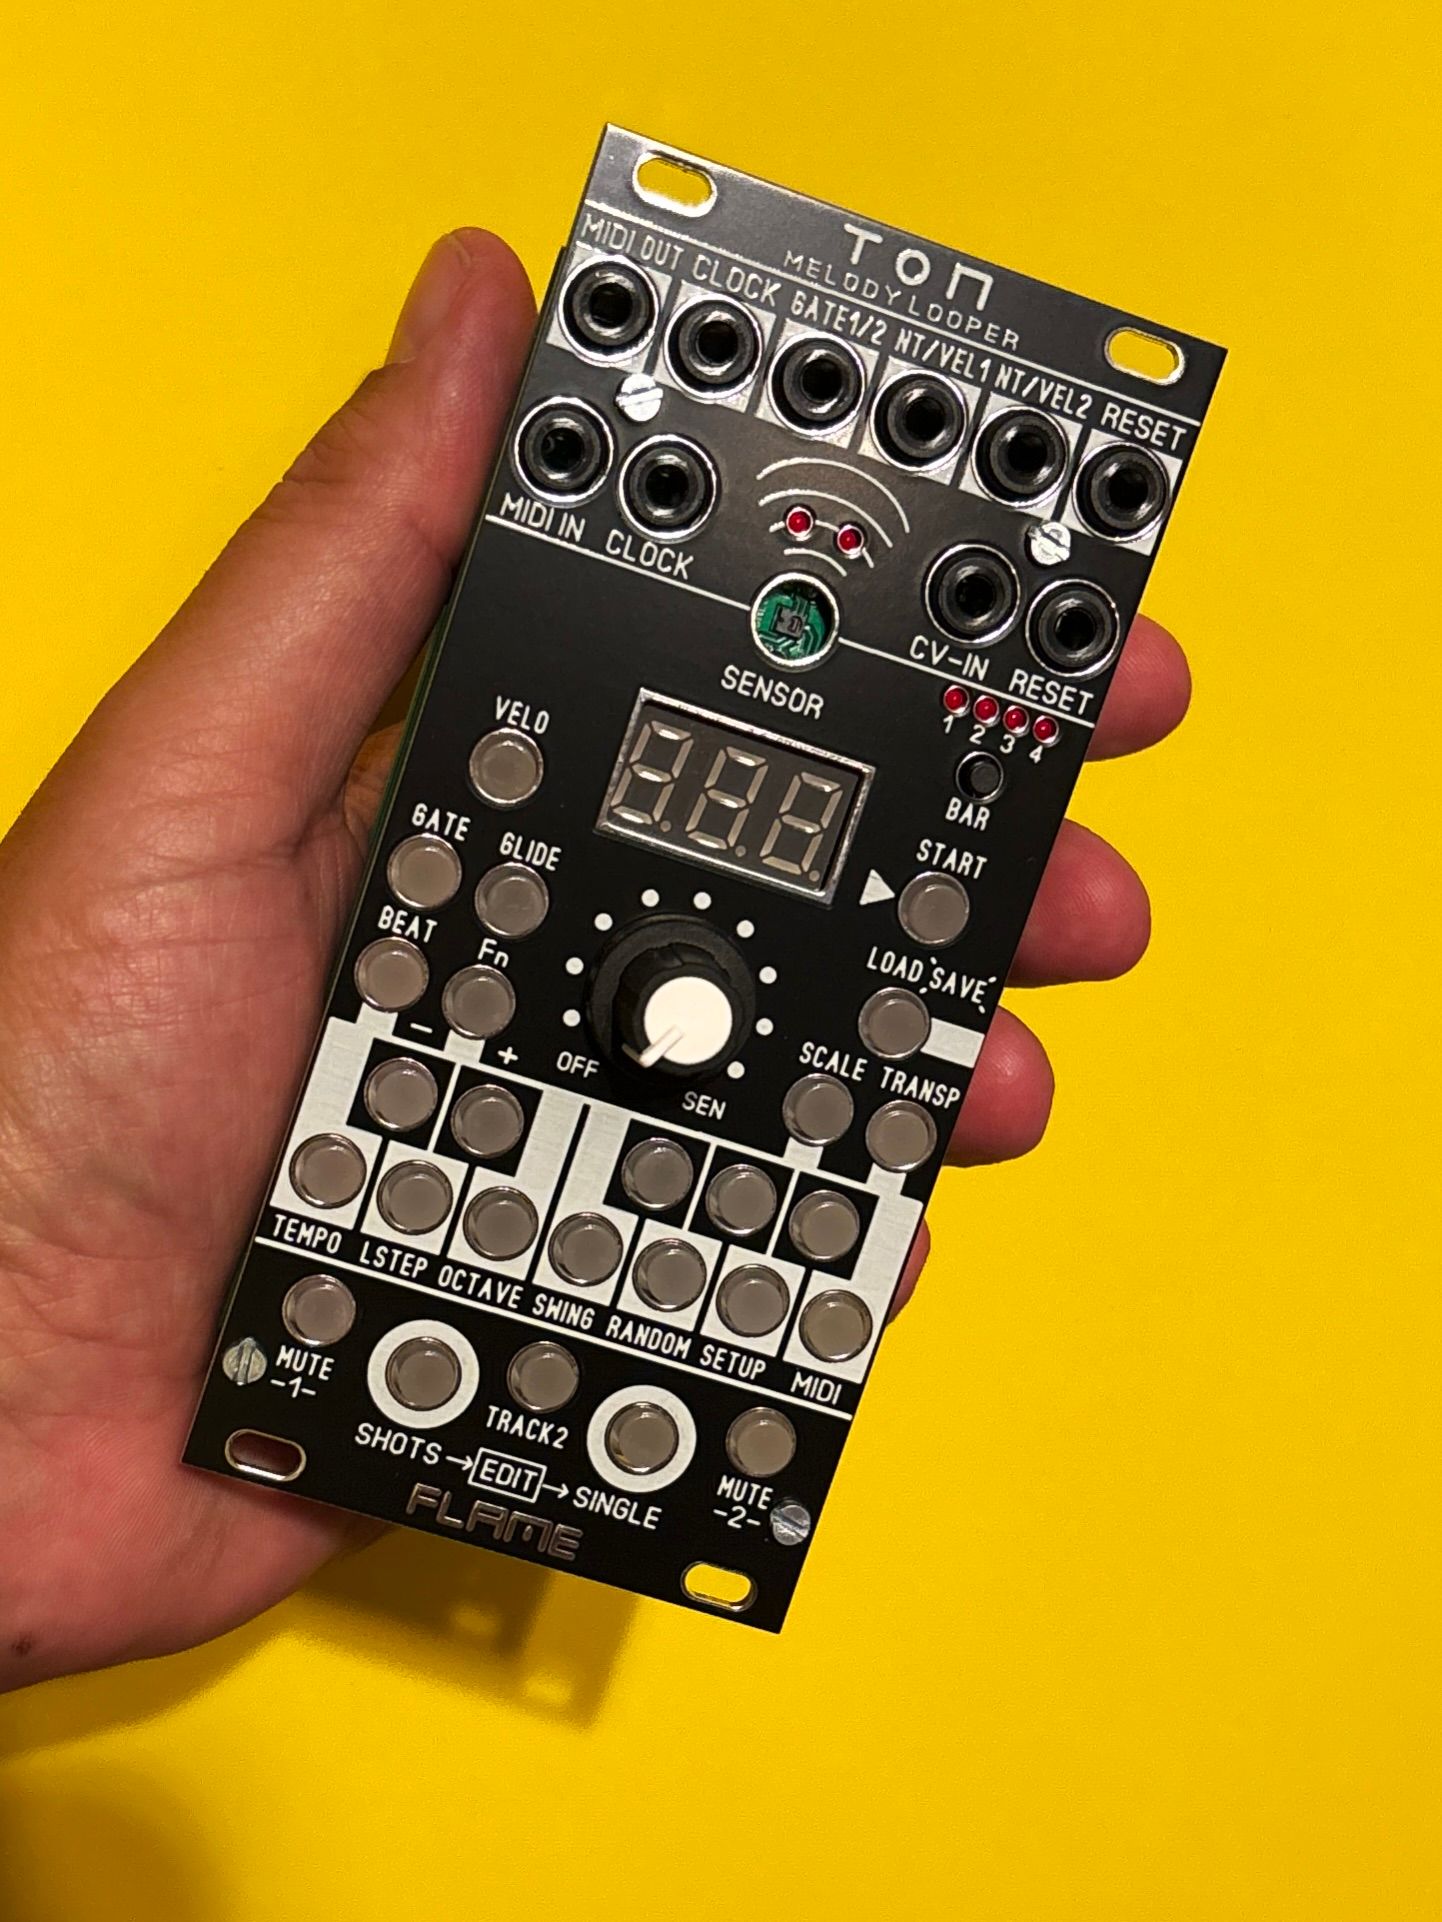 TON
MELODY LOOPER
MIDI OUT CLOCK GATE1/2 NT/VEL1 NT/VEL2 RESET
MIDI IN CLOCK
CV-IN RESET
SENSOR
1 2 3 4
BAR
VELO
GATE GLIDE
START
BEAT Fn
LOAD 'SAVE'
- +
OFF SEN
SCALE TRANSP
TEMPO LSTEP OCTAVE SWING RANDOM SETUP MIDI
MUTE
-1-
SHOTS → EDIT → SINGLE
TRACK2
MUTE
-2-
FLAME